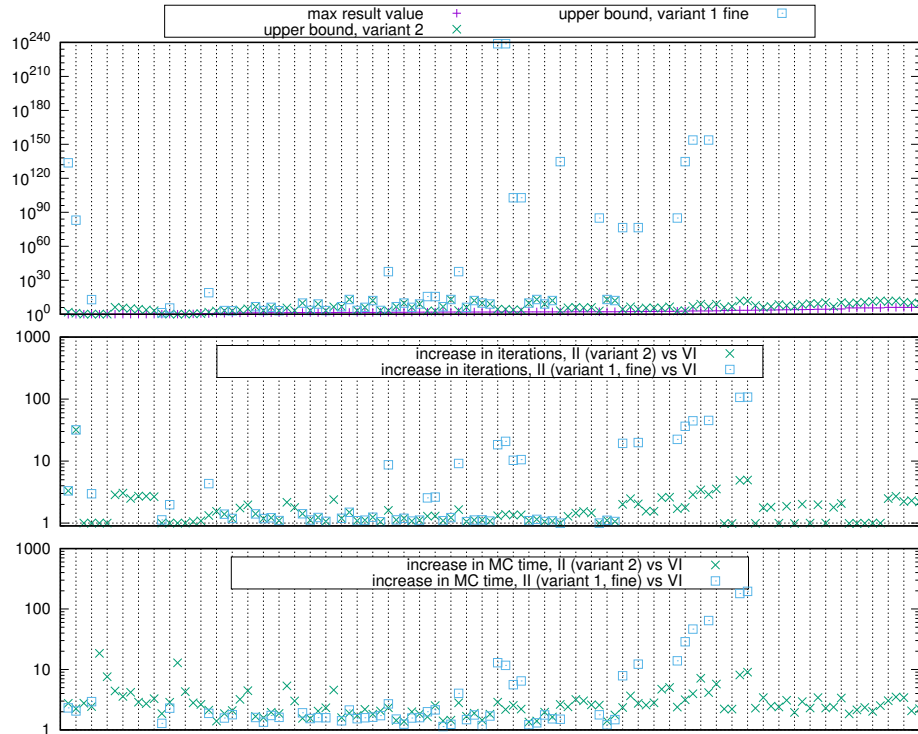 max result value
upper bound, variant 1 fine
upper bound, variant 2
10^240
10^210
10^180
10^150
10^120
10^90
10^60
10^30
10^0
1000
increase in iterations, II (variant 2) vs VI
increase in iterations, II (variant 1, fine) vs VI
100
10
1
1000
increase in MC time, II (variant 2) vs VI
increase in MC time, II (variant 1, fine) vs VI
100
10
1